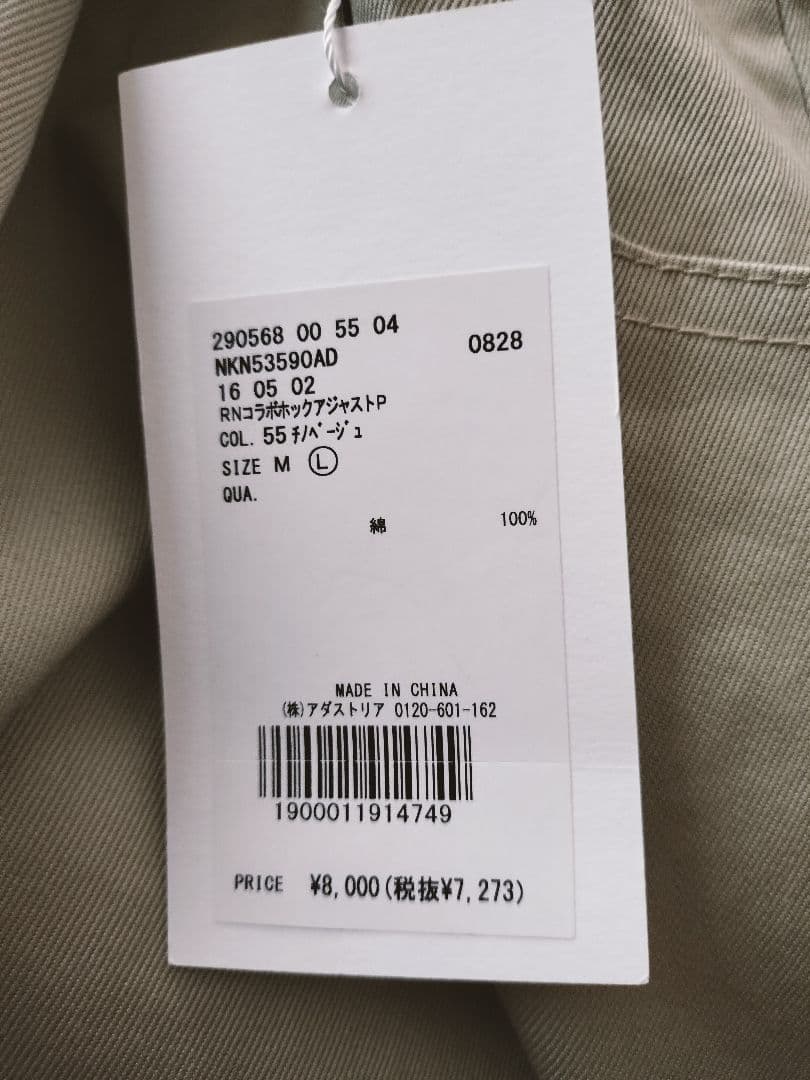 290568 00 55 04
0828
NKN53590AD
16 05 02
RNコラボホックアジャストP
COL. 55ﾁﾉﾍﾞｰｼﾞｭ
SIZE M Ⓛ
QUA.
綿 100%
MADE IN CHINA
(株)アダストリア 0120-601-162
1900011914749
PRICE ¥8,000(税抜¥7,273)